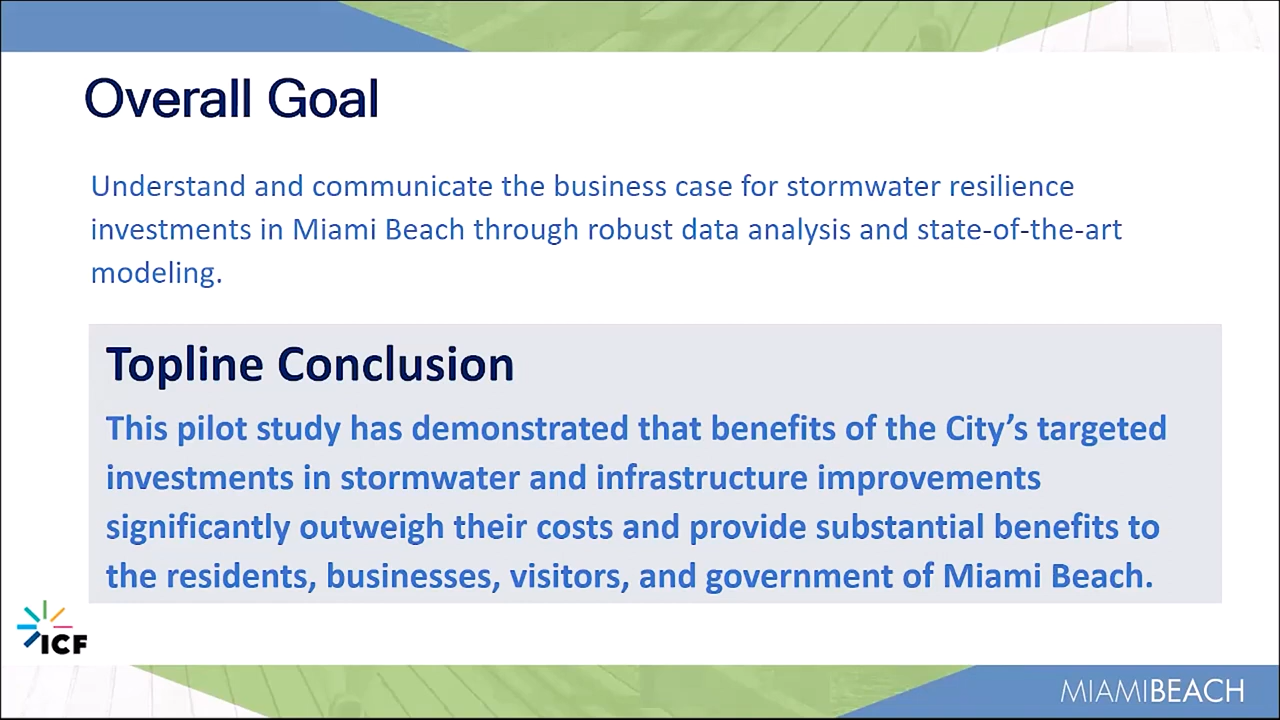 Overall Goal
Understand and communicate the business case for stormwater resilience
investments in Miami Beach through robust data analysis and state-of-the-art
modeling.
Topline Conclusion
This pilot study has demonstrated that benefits of the City’s targeted
investments in stormwater and infrastructure improvements
significantly outweigh their costs and provide substantial benefits to
the residents, businesses, visitors, and government of Miami Beach.
ICF
MIAMIBEACH